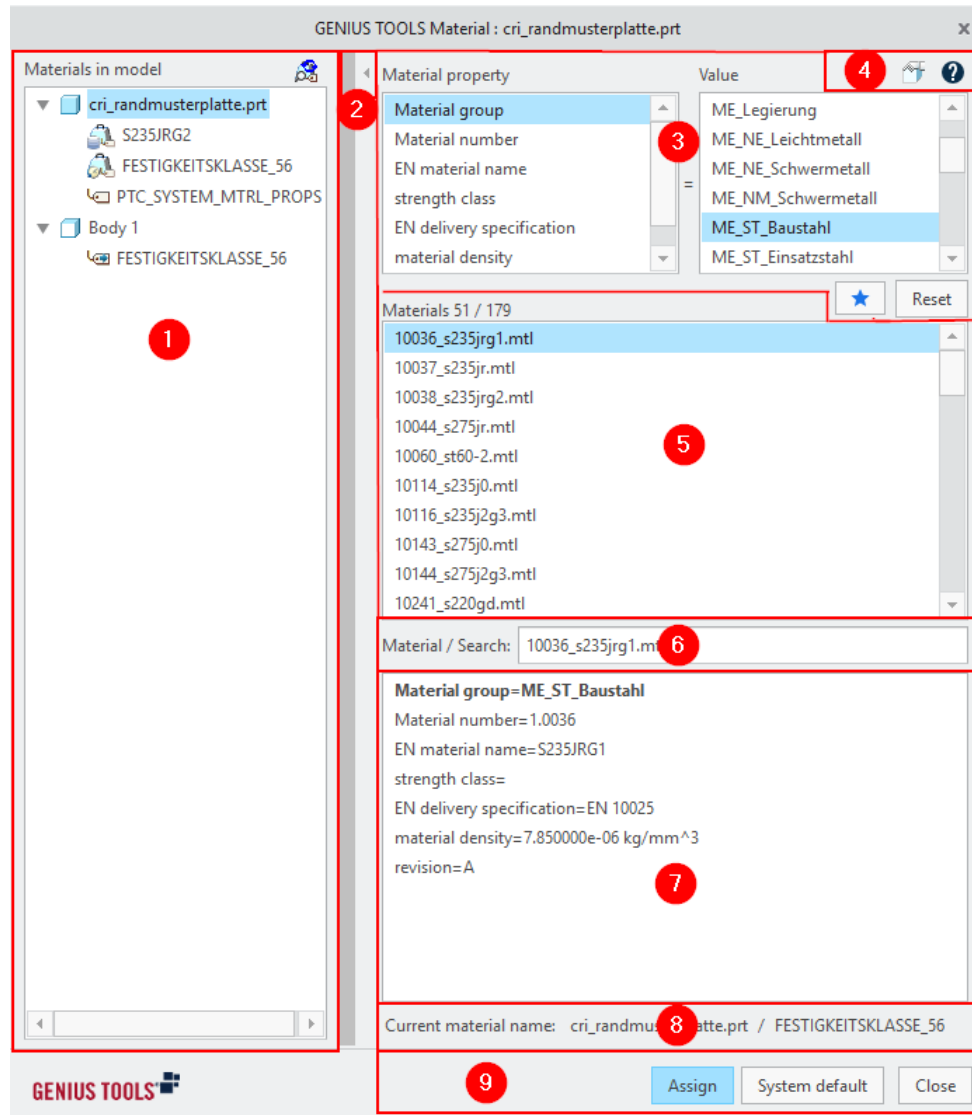 GENIUS TOOLS Material : cri_randmusterplatte.prt x
Materials in model
cri_randmusterplatte.prt
S235JRG2
FESTIGKEITSKLASSE_56
PTC_SYSTEM_MTRL_PROPS
Body 1
FESTIGKEITSKLASSE_56
1
2
Material property
Material group
Material number
EN material name
strength class
EN delivery specification
material density
3
=
Value
ME_Legierung
ME_NE_Leichtmetall
ME_NE_Schwermetall
ME_NM_Schwermetall
ME_ST_Baustahl
ME_ST_Einsatzstahl
4 ?
Reset
Materials 51 / 179
10036_s235jrg1.mtl
10037_s235jr.mtl
10038_s235jrg2.mtl
10044_s275jr.mtl
10060_st60-2.mtl
10114_s235j0.mtl
10116_s235j2g3.mtl
10143_s275j0.mtl
10144_s275j2g3.mtl
10241_s220gd.mtl
5
Material / Search: 10036_s235jrg1.m
6
Material group=ME_ST_Baustahl
Material number=1.0036
EN material name=S235JRG1
strength class=
EN delivery specification=EN 10025
material density=7.850000e-06 kg/mm^3
revision=A
7
Current material name: cri_randmu tte.prt / FESTIGKEITSKLASSE_56
8
GENIUS TOOLS
9
Assign System default Close